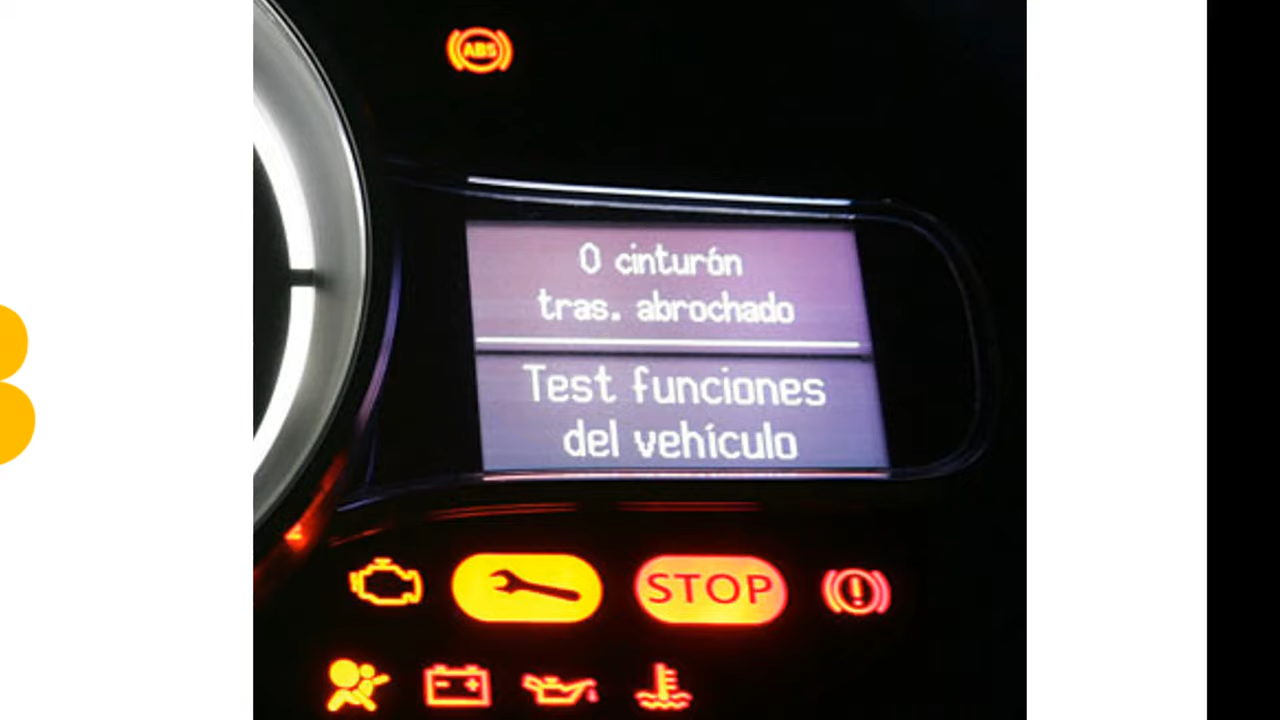 ABS
0 cinturón
tras. abrochado
Test funciones
del vehículo
STOP